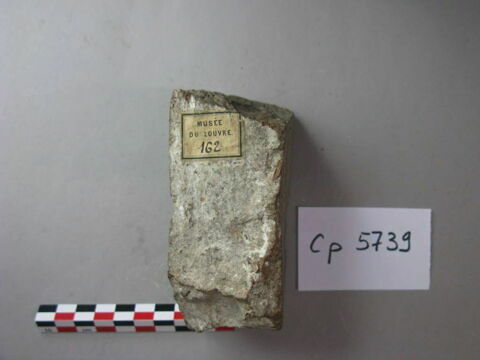 MUSÉE
DU LOUVRE
162
Cp 5739